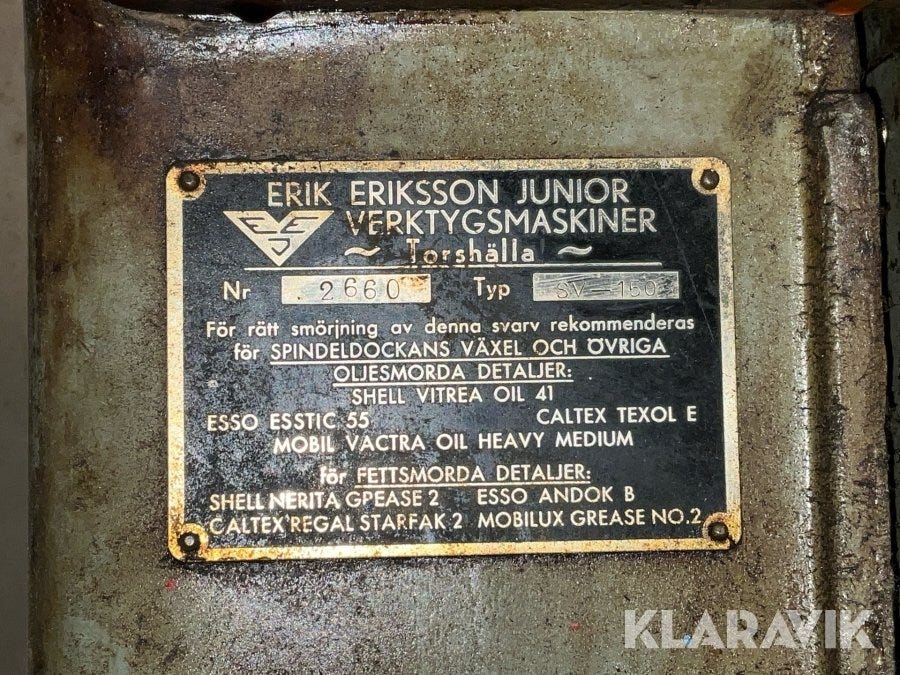 ERIK ERIKSSON JUNIOR
EEJ VERKTYGSMASKINER
~ Torshälla ~
Nr 2660 Typ SV-150
För rätt smörjning av denna svarv rekommenderas
för SPINDELDOCKANS VÄXEL OCH ÖVRIGA
OLJESMORDA DETALJER:
SHELL VITREA OIL 41
ESSO ESSTIC 55 CALTEX TEXOL E
MOBIL VACTRA OIL HEAVY MEDIUM
för FETTSMORDA DETALJER:
SHELL NERITA GREASE 2 ESSO ANDOK B
CALTEX REGAL STARFAK 2 MOBILUX GREASE NO.2
KLARAVIK